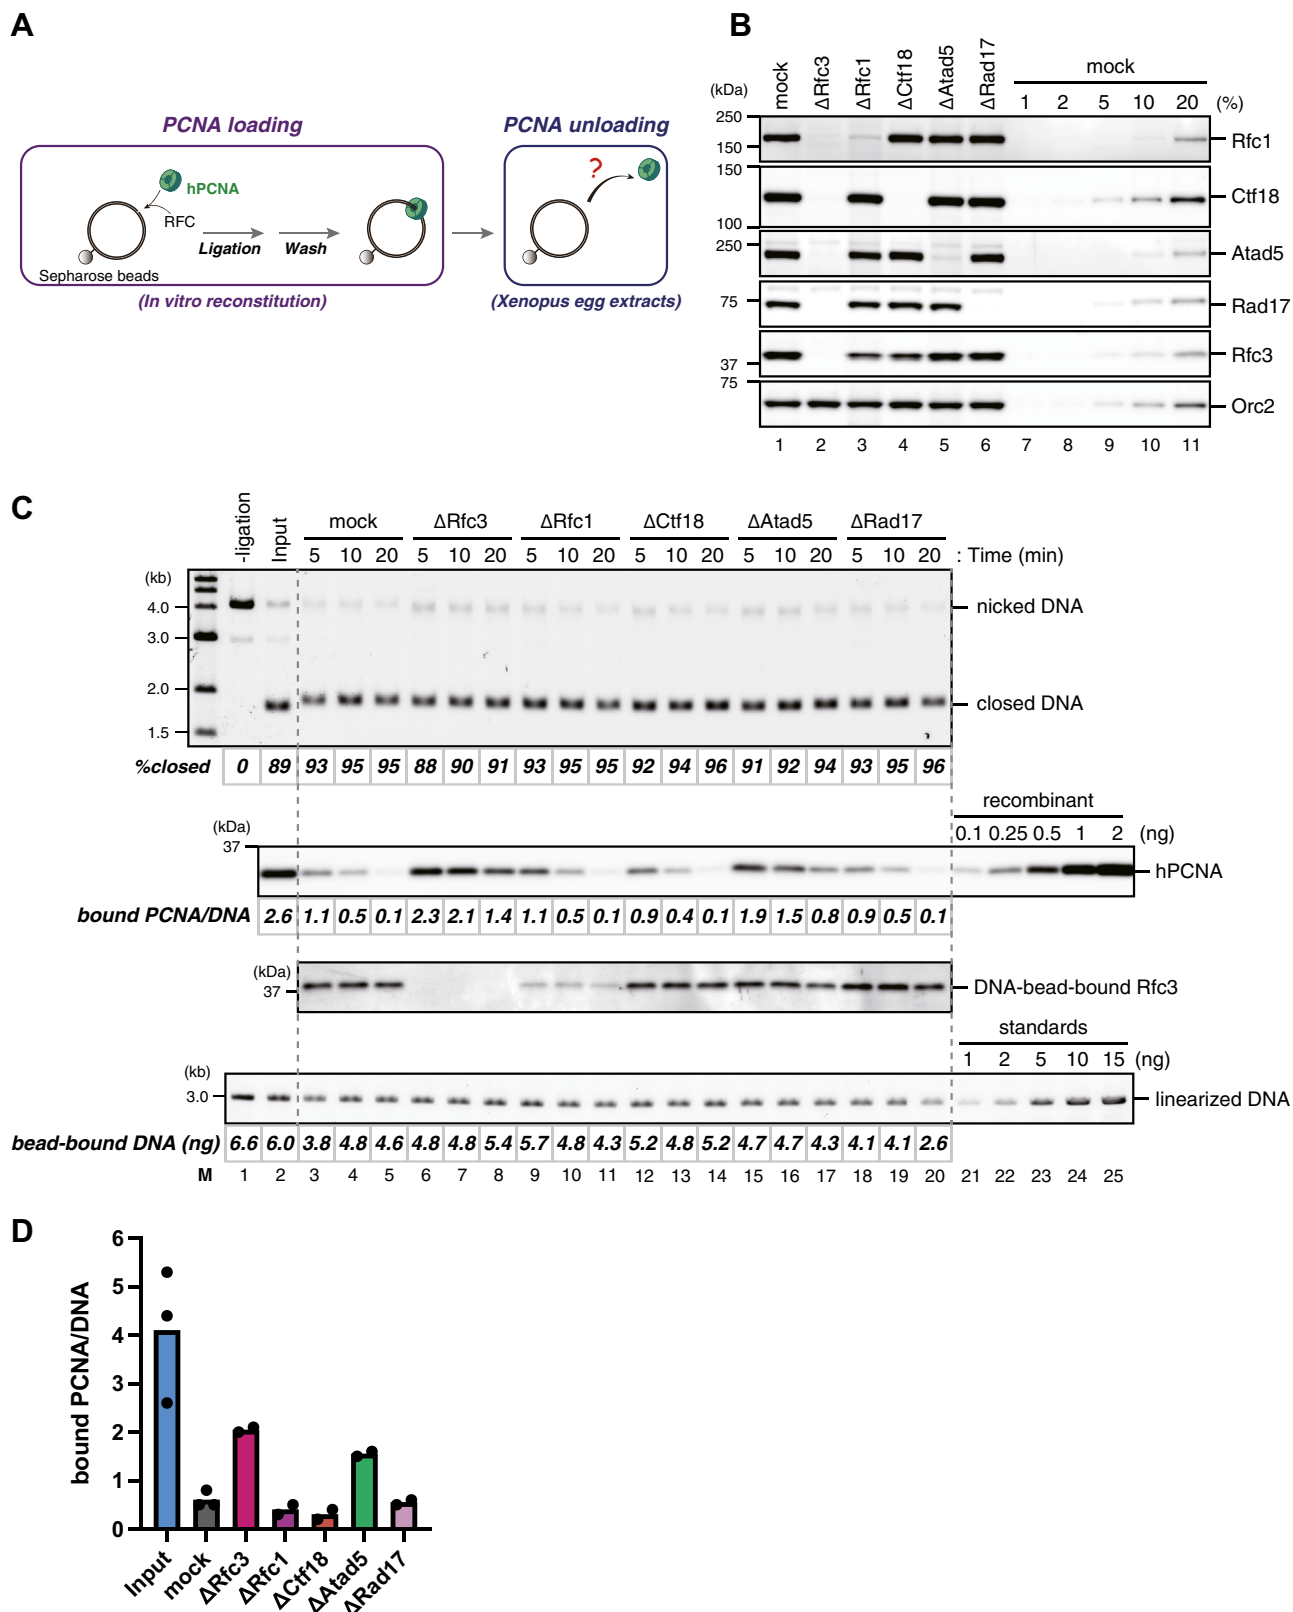 A
PCNA loading
PCNA unloading
hPCNA
RFC
Ligation
Wash
Sepharose beads
?
(In vitro reconstitution)
(Xenopus egg extracts)
B
mock
ΔRfc3
ΔRfc1
ΔCtf18
ΔAtad5
ΔRad17
mock
(kDa)
1 2 5 10 20 (%)
250
150
Rfc1
150
100
Ctf18
250
Atad5
75
Rad17
37
Rfc3
75
Orc2
1 2 3 4 5 6 7 8 9 10 11
C
-ligation
Input
mock ΔRfc3 ΔRfc1 ΔCtf18 ΔAtad5 ΔRad17
5 10 20 5 10 20 5 10 20 5 10 20 5 10 20 5 10 20 : Time (min)
(kb)
4.0
3.0
2.0
1.5
nicked DNA
closed DNA
%closed 0 89 93 95 95 88 90 91 93 95 95 92 94 96 91 92 94 93 95 96
recombinant
0.1 0.25 0.5 1 2 (ng)
(kDa)
37
hPCNA
bound PCNA/DNA 2.6 1.1 0.5 0.1 2.3 2.1 1.4 1.1 0.5 0.1 0.9 0.4 0.1 1.9 1.5 0.8 0.9 0.5 0.1
(kDa)
37
DNA-bead-bound Rfc3
standards
1 2 5 10 15 (ng)
(kb)
3.0
linearized DNA
bead-bound DNA (ng) 6.6 6.0 3.8 4.8 4.6 4.8 4.8 5.4 5.7 4.8 4.3 5.2 4.8 5.2 4.7 4.7 4.3 4.1 4.1 2.6
M 1 2 3 4 5 6 7 8 9 10 11 12 13 14 15 16 17 18 19 20 21 22 23 24 25
D
bound PCNA/DNA
6
5
4
3
2
1
0
Input
mock
ΔRfc3
ΔRfc1
ΔCtf18
ΔAtad5
ΔRad17